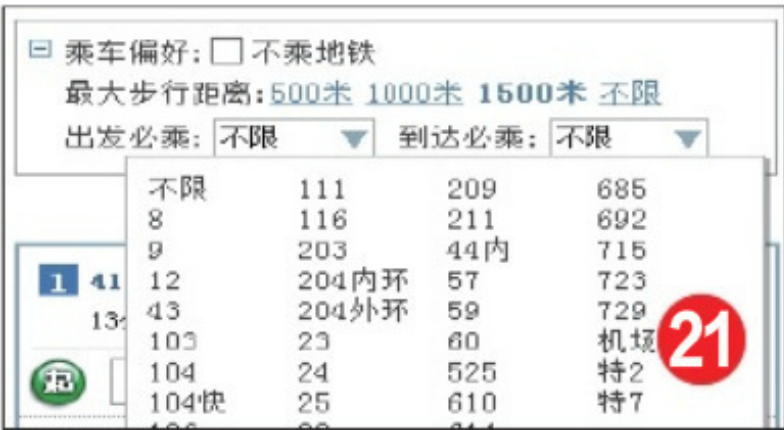 乘车偏好: 不乘地铁
最大步行距离: 500米 1000米 1500米 不限
出发必乘: 不限 到达必乘: 不限
不限 111 209 685
8 116 211 692
9 203 44内 715
1 41 12 204内环 57 723
13 43 204外环 59 729
103 23 60 机场
21
起 104 24 525 特2
104快 25 610 特7